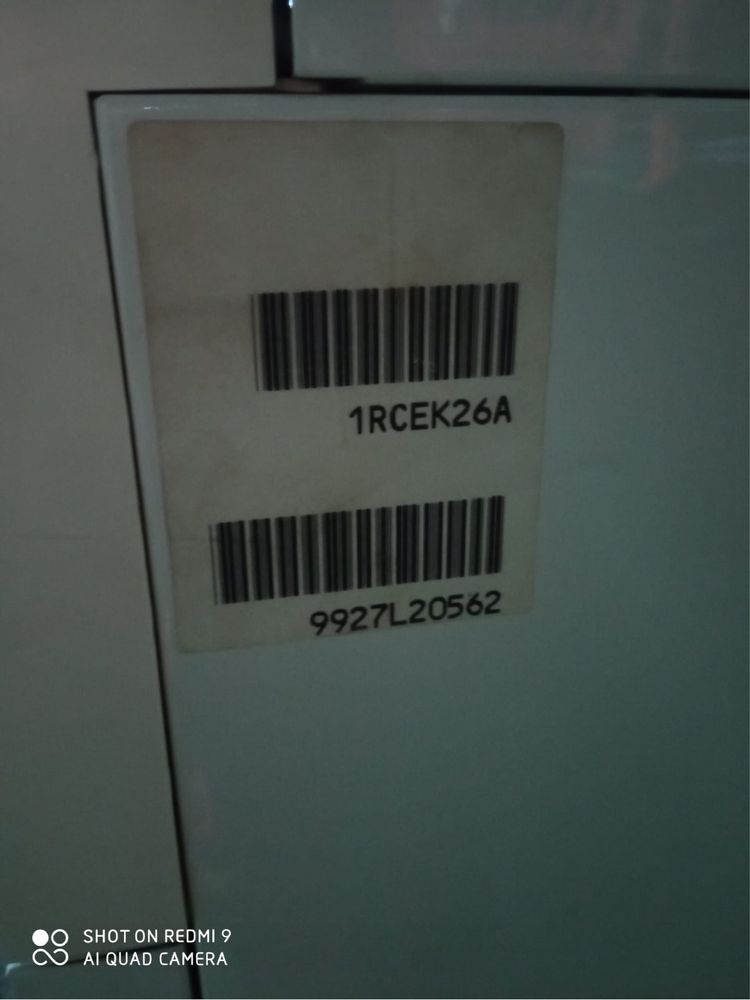 1RCEK26A
9927L20562
SHOT ON REDMI 9
AI QUAD CAMERA